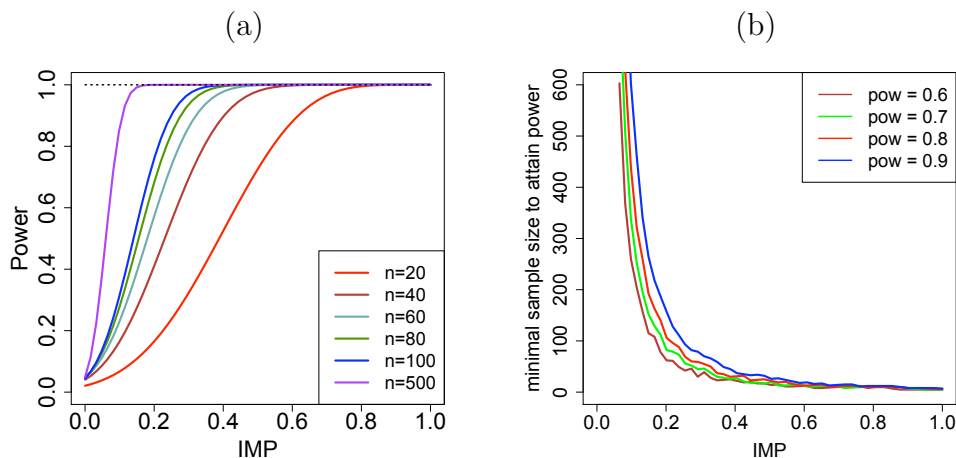 (a)
Power
1.0
0.8
0.6
0.4
0.2
0.0
n=20
n=40
n=60
n=80
n=100
n=500
0.0 0.2 0.4 0.6 0.8 1.0
IMP
(b)
minimal sample size to attain power
600
500
400
300
200
100
0
pow = 0.6
pow = 0.7
pow = 0.8
pow = 0.9
0.0 0.2 0.4 0.6 0.8 1.0
IMP